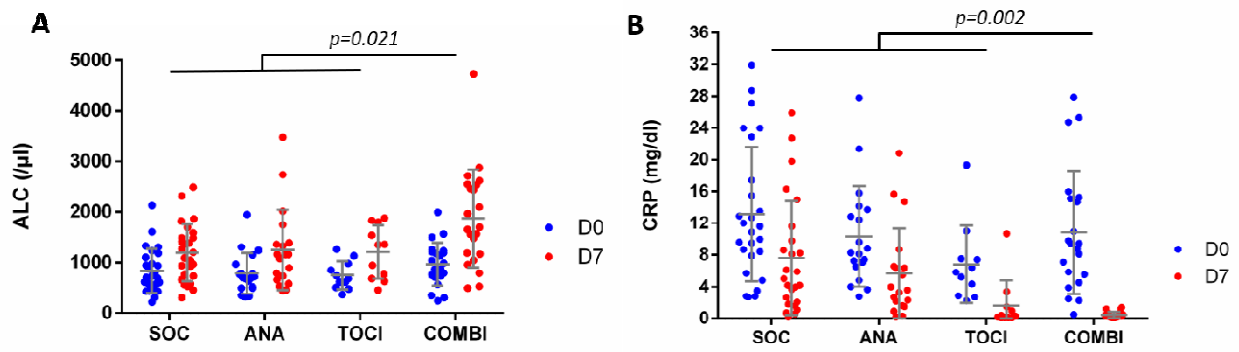 A
p=0.021
5000
4000
3000
2000
1000
0
ALC (/µl)
SOC ANA TOCI COMBI
D0
D7
B
p=0.002
36
32
28
24
20
16
12
8
4
0
CRP (mg/dl)
SOC ANA TOCI COMBI
D0
D7